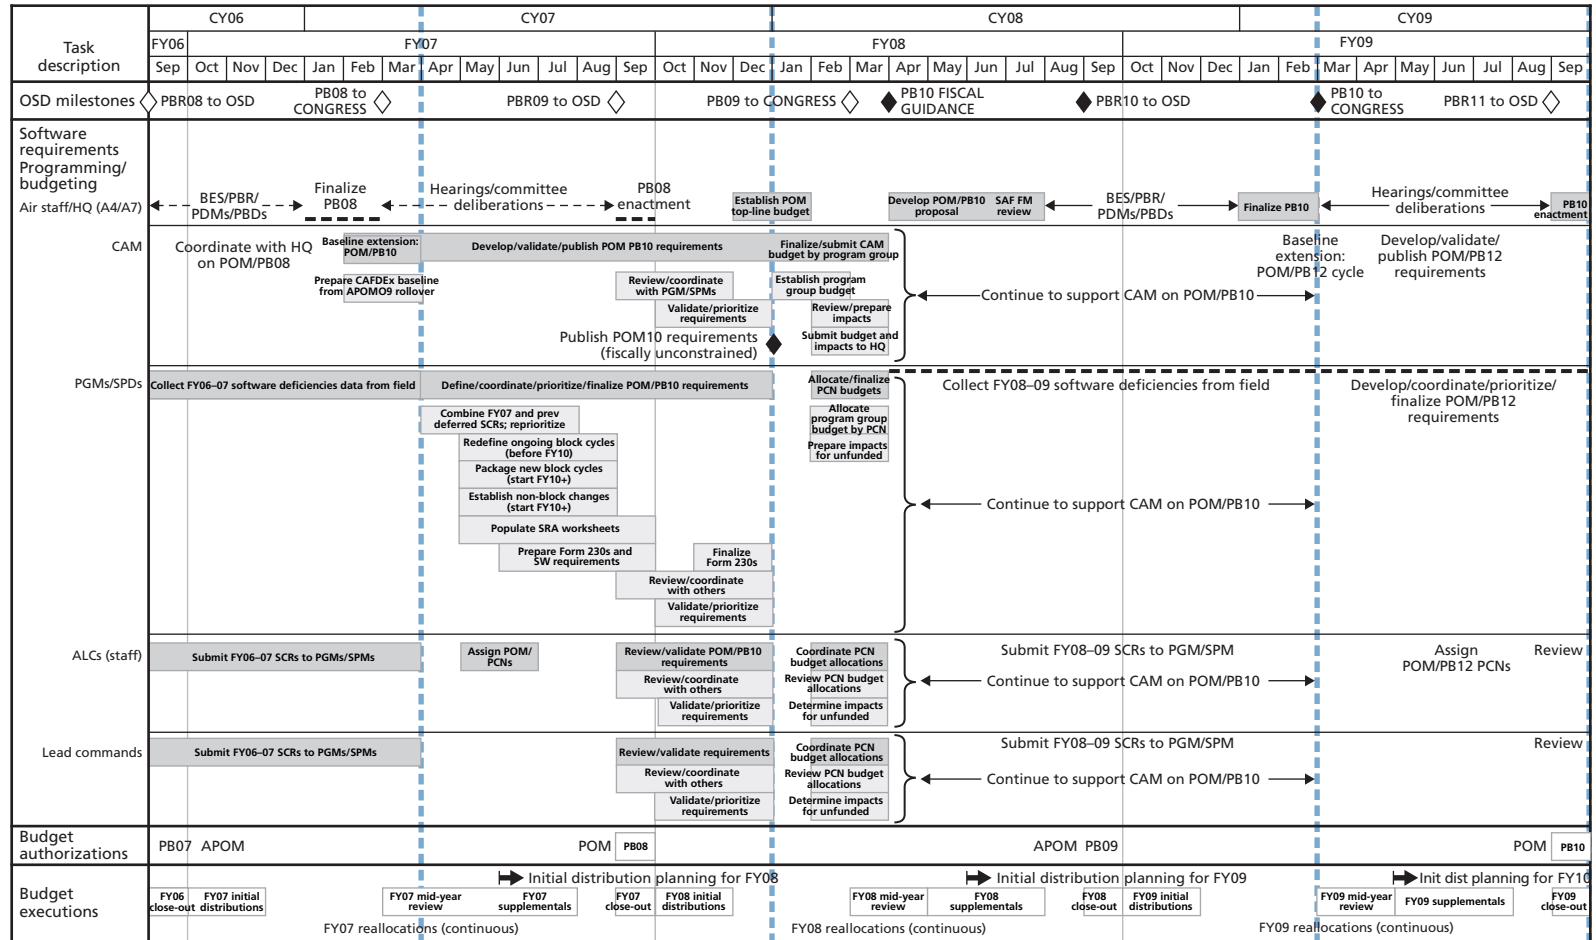 CY06 CY07 CY08 CY09
Task
description
FY06 FY07 FY08 FY09
Sep Oct Nov Dec Jan Feb Mar Apr May Jun Jul Aug Sep Oct Nov Dec Jan Feb Mar Apr May Jun Jul Aug Sep Oct Nov Dec Jan Feb Mar Apr May Jun Jul Aug Sep
OSD milestones
PBR08 to OSD
PB08 to
CONGRESS
PBR09 to OSD
PB09 to CONGRESS
PB10 FISCAL
GUIDANCE
PBR10 to OSD
PB10 to
CONGRESS
PBR11 to OSD
Software
requirements
Programming/
budgeting
Air staff/HQ (A4/A7)
BES/PBR/
PDMs/PBDs
Finalize
PB08
Hearings/committee
deliberations
PB08
enactment
Establish POM
top-line budget
Develop POM/PB10
proposal
SAF FM
review
BES/PBR/
PDMs/PBDs
Finalize PB10
Hearings/committee
deliberations
PB10
enactment
CAM
Coordinate with HQ
on POM/PB08
Baseline extension:
POM/PB10
Develop/validate/publish POM PB10 requirements
Finalize/submit CAM
budget by program group
Baseline
extension:
POM/PB12 cycle
Develop/validate/
publish POM/PB12
requirements
Prepare CAFDEx baseline
from APOMO9 rollover
Review/coordinate
with PGM/SPMs
Establish program
group budget
Continue to support CAM on POM/PB10
Validate/prioritize
requirements
Review/prepare
impacts
Publish POM10 requirements
(fiscally unconstrained)
Submit budget and
impacts to HQ
PGMs/SPDs
Collect FY06–07 software deficiencies data from field
Define/coordinate/prioritize/finalize POM/PB10 requirements
Allocate/finalize
PCN budgets
Collect FY08–09 software deficiencies from field
Develop/coordinate/prioritize/
finalize POM/PB12
requirements
Combine FY07 and prev
deferred SCRs; reprioritize
Allocate
program group
budget by PCN
Redefine ongoing block cycles
(before FY10)
Prepare impacts
for unfunded
Package new block cycles
(start FY10+)
Establish non-block changes
(start FY10+)
Continue to support CAM on POM/PB10
Populate SRA worksheets
Prepare Form 230s and
SW requirements
Finalize
Form 230s
Review/coordinate
with others
Validate/prioritize
requirements
ALCs (staff)
Submit FY06–07 SCRs to PGMs/SPMs
Assign POM/
PCNs
Review/validate POM/PB10
requirements
Coordinate PCN
budget allocations
Submit FY08–09 SCRs to PGM/SPM
Assign
POM/PB12 PCNs
Review
Review/coordinate
with others
Review PCN budget
allocations
Continue to support CAM on POM/PB10
Validate/prioritize
requirements
Determine impacts
for unfunded
Lead commands
Submit FY06–07 SCRs to PGMs/SPMs
Review/validate requirements
Coordinate PCN
budget allocations
Submit FY08–09 SCRs to PGM/SPM
Review
Review/coordinate
with others
Review PCN budget
allocations
Continue to support CAM on POM/PB10
Validate/prioritize
requirements
Determine impacts
for unfunded
Budget
authorizations
PB07 APOM POM PB08 APOM PB09 POM PB10
Budget
executions
Initial distribution planning for FY08
Initial distribution planning for FY09
Init dist planning for FY10
FY06
close-out
FY07 initial
distributions
FY07 mid-year
review
FY07
supplementals
FY07
close-out
FY08 initial
distributions
FY08 mid-year
review
FY08
supplementals
FY08
close-out
FY09 initial
distributions
FY09 mid-year
review
FY09 supplementals
FY09
close-out
FY07 reallocations (continuous)
FY08 reallocations (continuous)
FY09 reallocations (continuous)